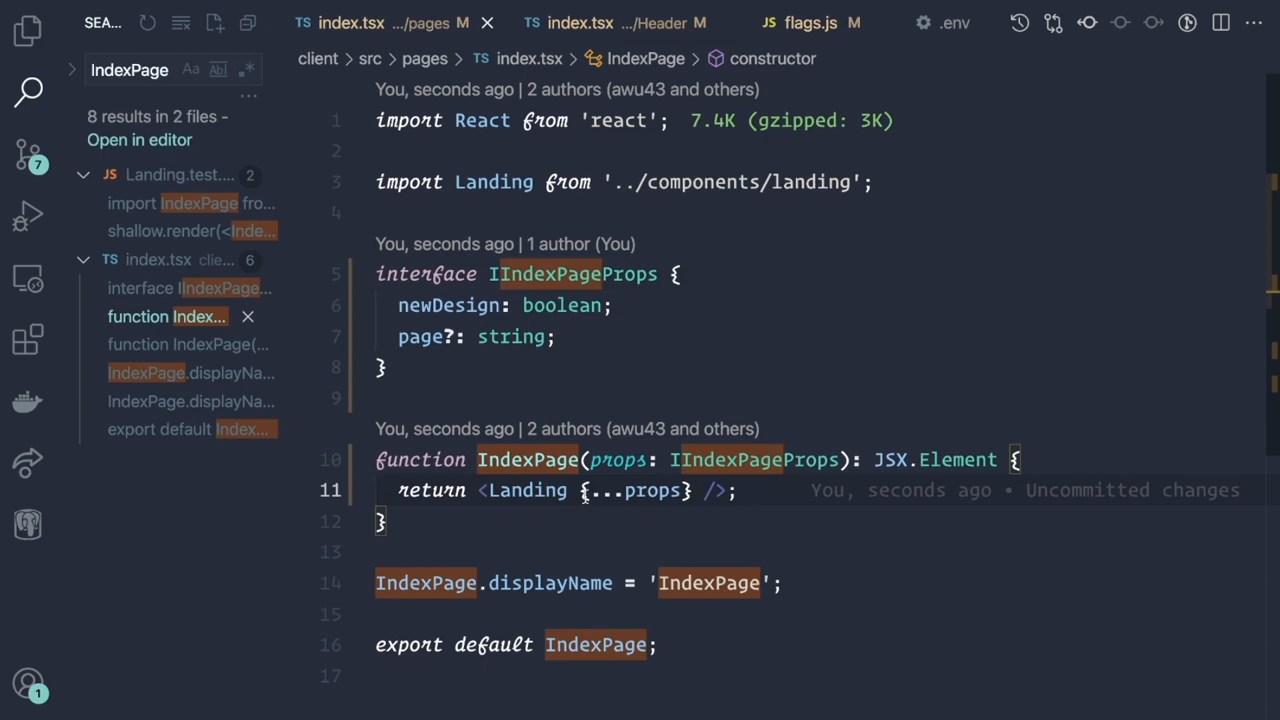 SEA...
index.tsx .../pages M
index.tsx .../Header M
JS flags.js M
.env
IndexPage Aa Ab| .*
client > src > pages > TS index.tsx > IndexPage > constructor
8 results in 2 files -
Open in editor
JS Landing.test.... 2
import IndexPage fro...
shallow.render(<Inde...
TS index.tsx clie... 6
interface IIndexPage...
function Index...
function IndexPage(...
IndexPage.displayNa...
IndexPage.displayNa...
export default Index...
7
1
You, seconds ago | 2 authors (awu43 and others)
1 import React from 'react'; 7.4K (gzipped: 3K)
2
3 import Landing from '../components/landing';
4
You, seconds ago | 1 author (You)
5 interface IIndexPageProps {
6 newDesign: boolean;
7 page?: string;
8 }
9
You, seconds ago | 2 authors (awu43 and others)
10 function IndexPage(props: IIndexPageProps): JSX.Element {
11 return <Landing {...props} />; You, seconds ago • Uncommitted changes
12 }
13
14 IndexPage.displayName = 'IndexPage';
15
16 export default IndexPage;
17